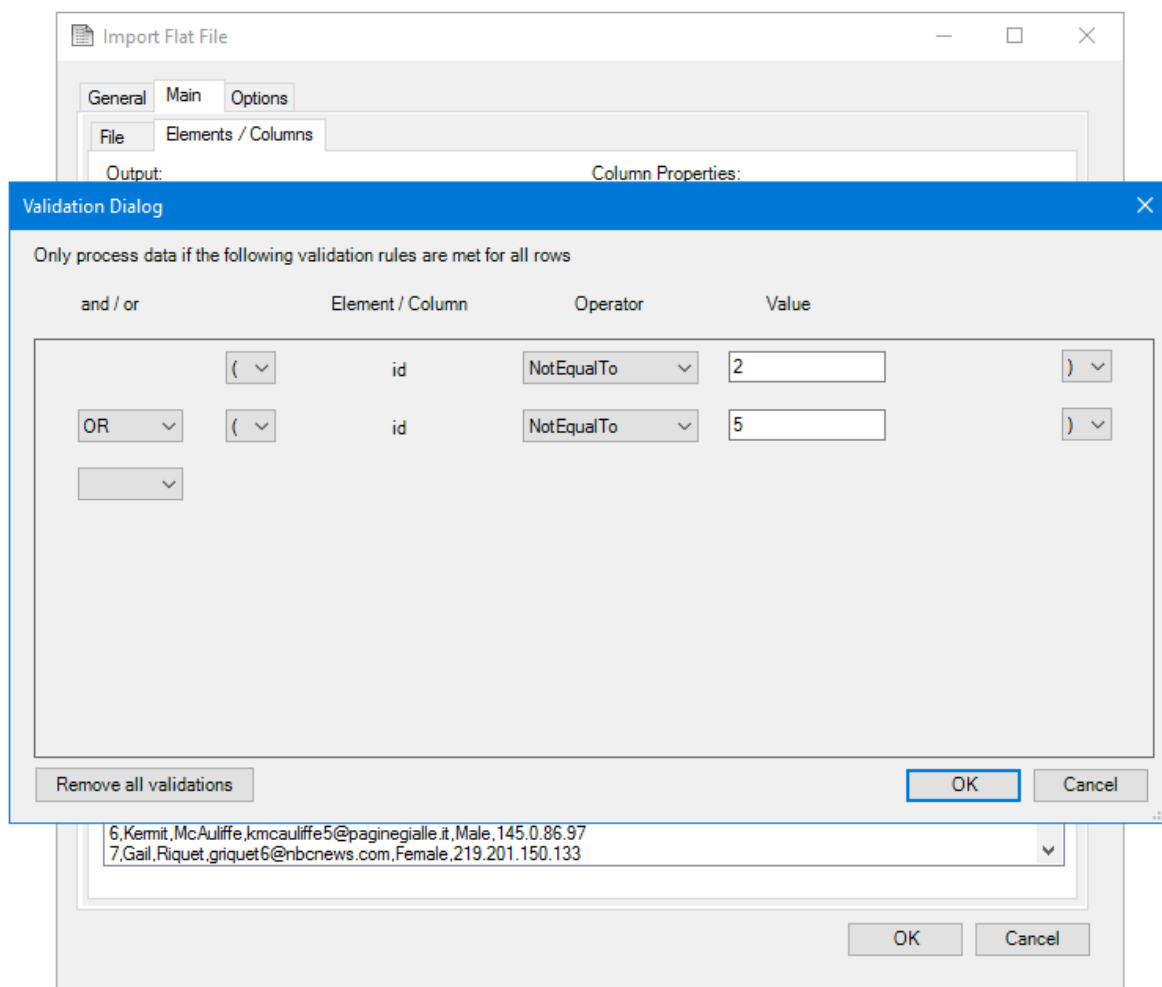 Import Flat File
General Main Options
File Elements / Columns
Output: Column Properties:
Validation Dialog
Only process data if the following validation rules are met for all rows
and / or Element / Column Operator Value
( id NotEqualTo 2 )
OR ( id NotEqualTo 5 )
Remove all validations OK Cancel
6,Kermit,McAuliffe,kmcauliffe5@paginegialle.it,Male,145.0.86.97
7,Gail,Riquet,griquet6@nbcnews.com,Female,219.201.150.133
OK Cancel